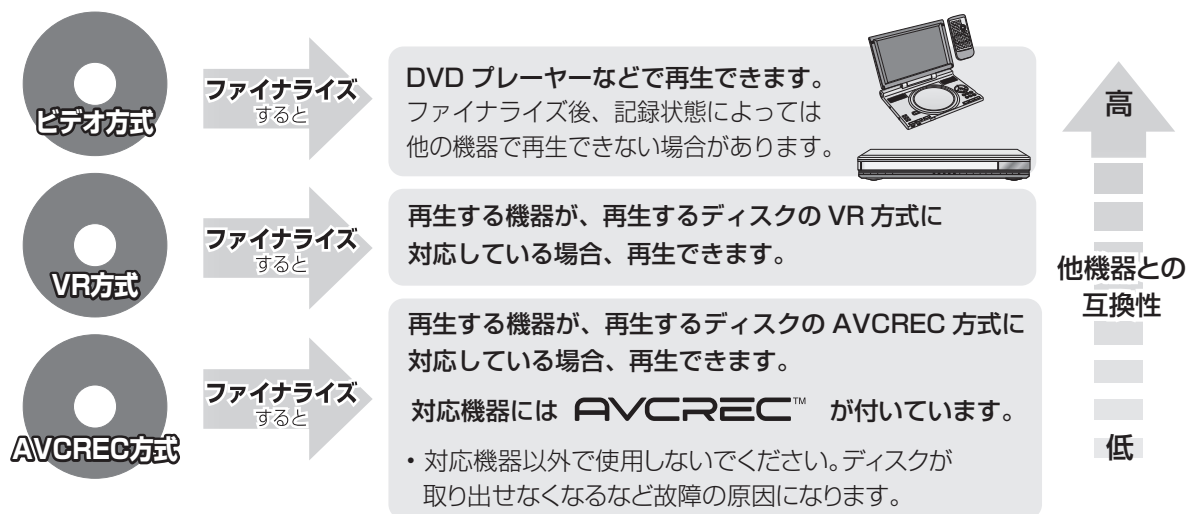 ビデオ方式
ファイナライズ
すると
DVD プレーヤーなどで再生できます。
ファイナライズ後、記録状態によっては
他の機器で再生できない場合があります。
VR方式
ファイナライズ
すると
再生する機器が、再生するディスクの VR 方式に
対応している場合、再生できます。
AVCREC方式
ファイナライズ
すると
再生する機器が、再生するディスクの AVCREC 方式に
対応している場合、再生できます。
対応機器には AVCREC™ が付いています。
・対応機器以外で使用しないでください。ディスクが
取り出せなくなるなど故障の原因になります。
高
他機器との
互換性
低